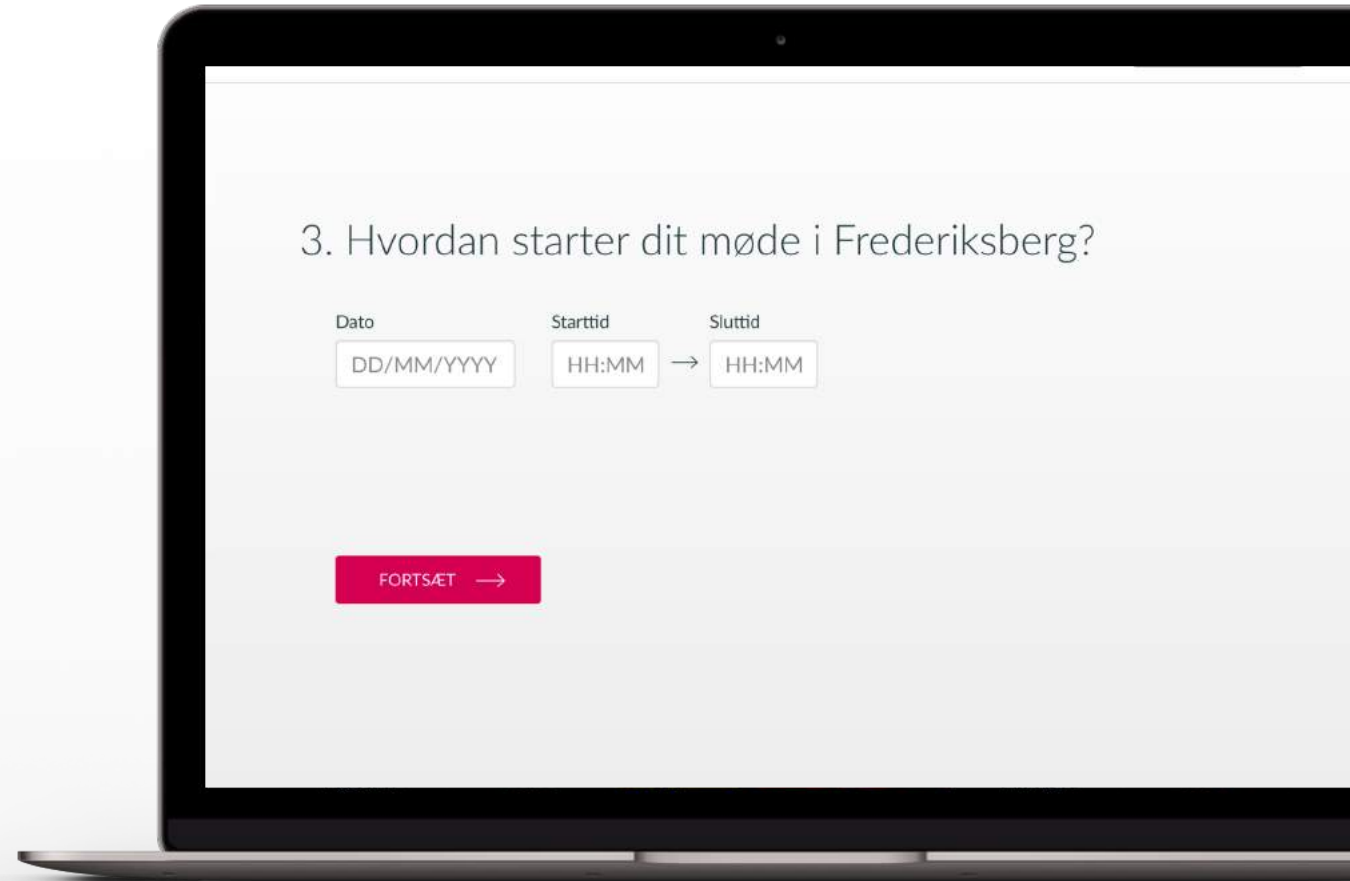 3. Hvordan starter dit møde i Frederiksberg?
Dato Starttid Sluttid
DD/MM/YYYY HH:MM → HH:MM
FORTSÆT →